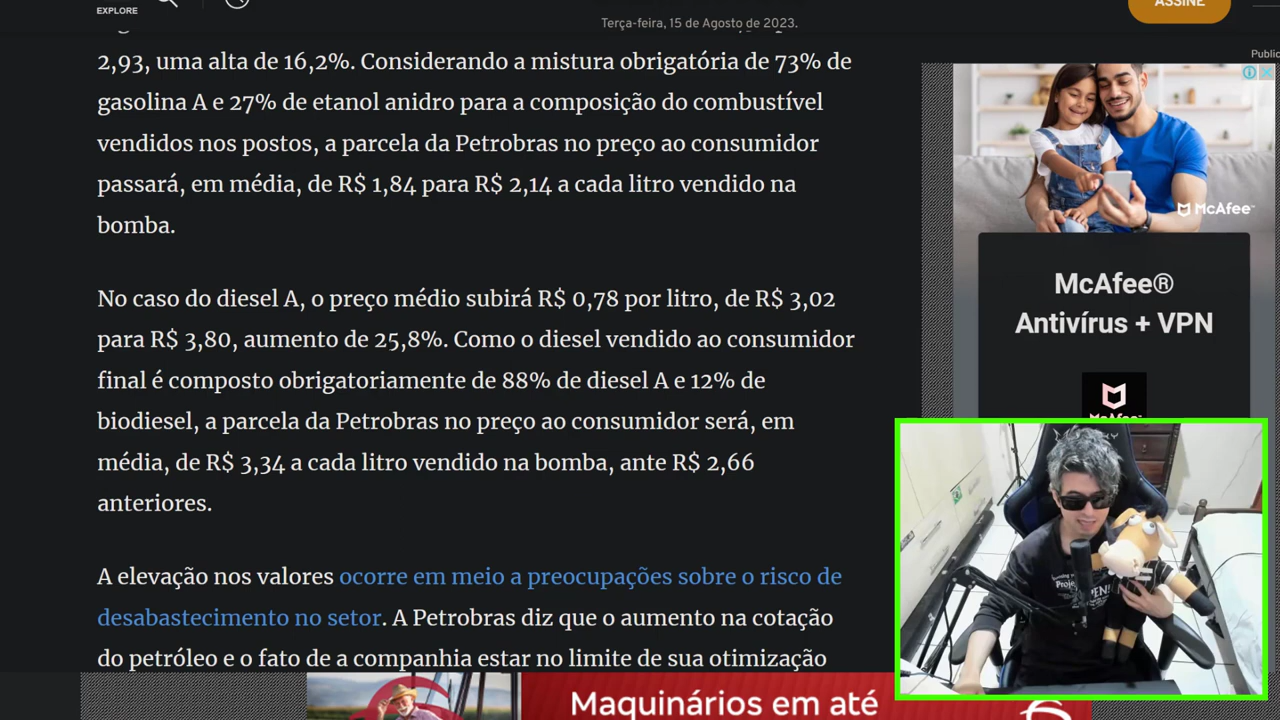 EXPLORE
Terça-feira, 15 de Agosto de 2023.
ASSINE
2,93, uma alta de 16,2%. Considerando a mistura obrigatória de 73% de
gasolina A e 27% de etanol anidro para a composição do combustível
vendidos nos postos, a parcela da Petrobras no preço ao consumidor
passará, em média, de R$ 1,84 para R$ 2,14 a cada litro vendido na
bomba.
No caso do diesel A, o preço médio subirá R$ 0,78 por litro, de R$ 3,02
para R$ 3,80, aumento de 25,8%. Como o diesel vendido ao consumidor
final é composto obrigatoriamente de 88% de diesel A e 12% de
biodiesel, a parcela da Petrobras no preço ao consumidor será, em
média, de R$ 3,34 a cada litro vendido na bomba, ante R$ 2,66
anteriores.
A elevação nos valores ocorre em meio a preocupações sobre o risco de
desabastecimento no setor. A Petrobras diz que o aumento na cotação
do petróleo e o fato de a companhia estar no limite de sua otimização
Public
McAfee™
McAfee®
Antivírus + VPN
McAfee™
Maquinários em até